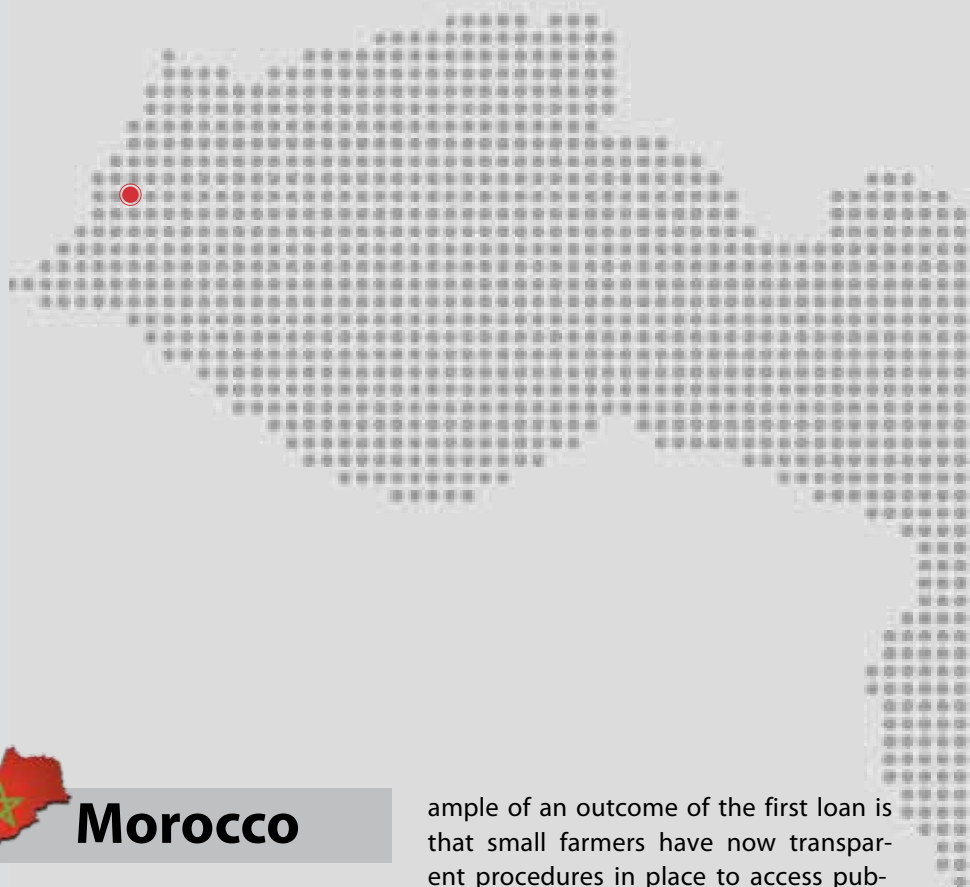 Morocco
ample of an outcome of the first loan is
that small farmers have now transpar-
ent procedures in place to access pub-